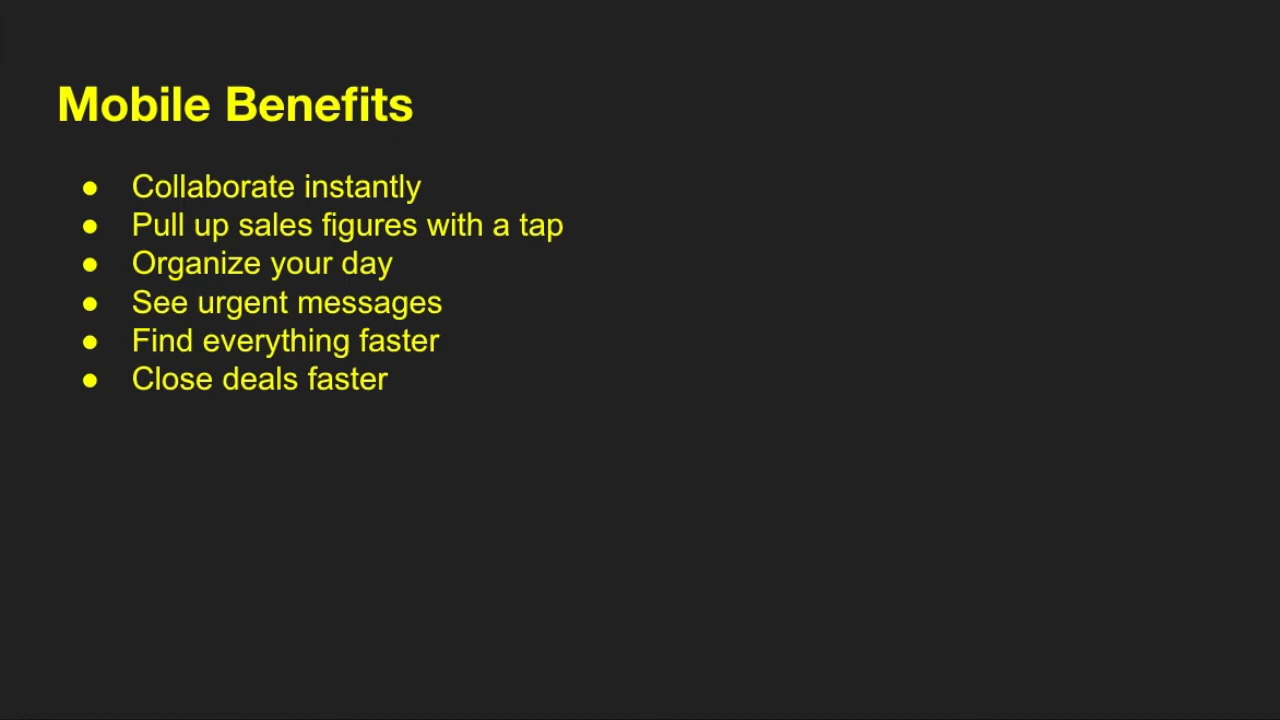 Mobile Benefits
● Collaborate instantly
● Pull up sales figures with a tap
● Organize your day
● See urgent messages
● Find everything faster
● Close deals faster